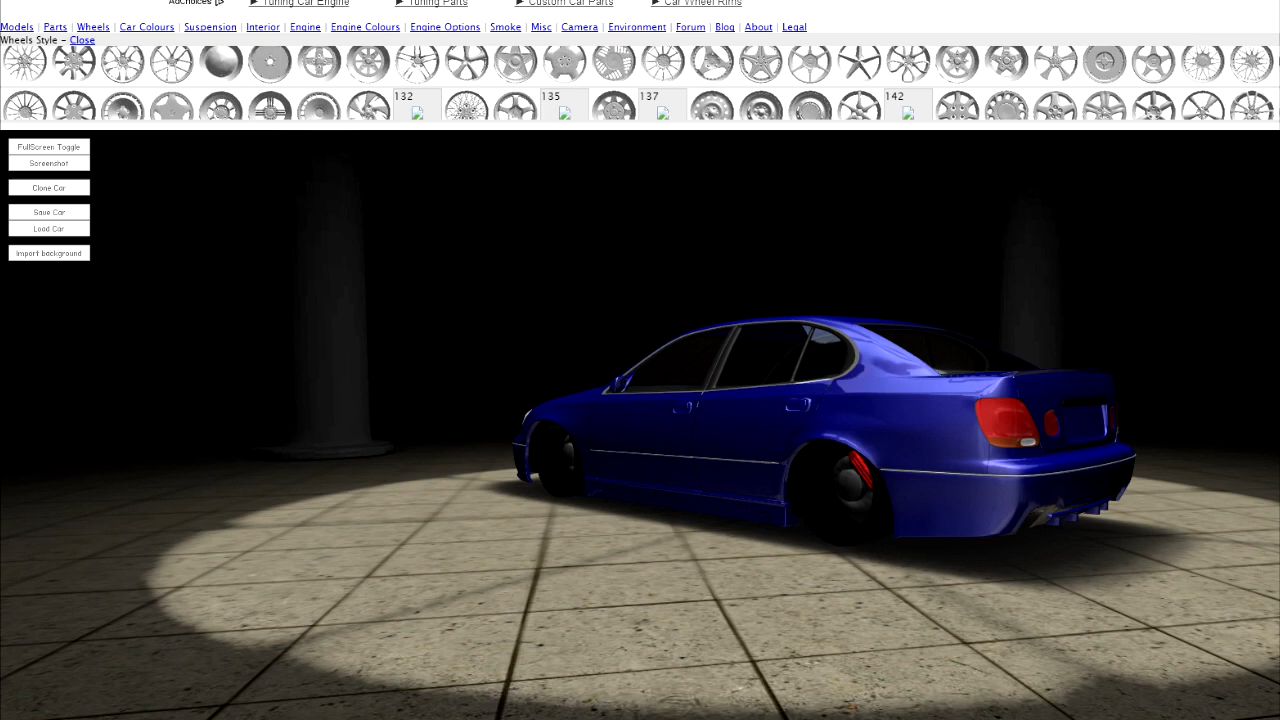 AdChoices ▷ ► Tuning Car Engine ► Tuning Parts ► Custom Car Parts ► Car Wheel Rims
Models | Parts | Wheels | Car Colours | Suspension | Interior | Engine | Engine Colours | Engine Options | Smoke | Misc | Camera | Environment | Forum | Blog | About | Legal
Wheels Style - Close
132 135 137 142
FullScreen Toggle
Screenshot
Clone Car
Save Car
Load Car
Import background